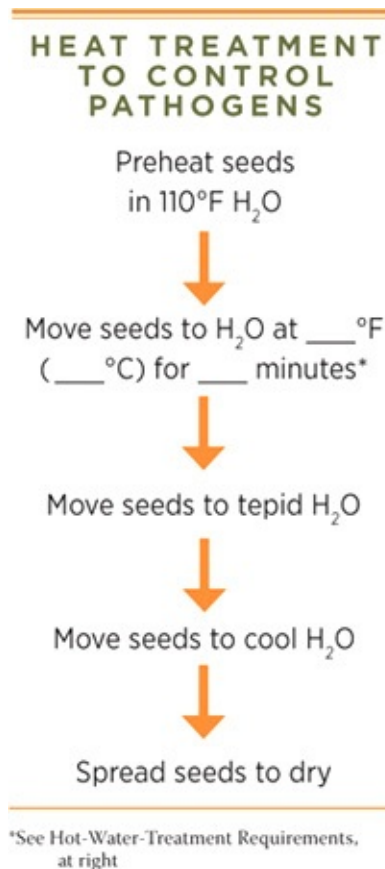 HEAT TREATMENT
TO CONTROL
PATHOGENS
Preheat seeds
in 110°F H₂O
Move seeds to H₂O at ___°F
( ___°C) for ___ minutes*
Move seeds to tepid H₂O
Move seeds to cool H₂O
Spread seeds to dry
*See Hot-Water-Treatment Requirements,
at right